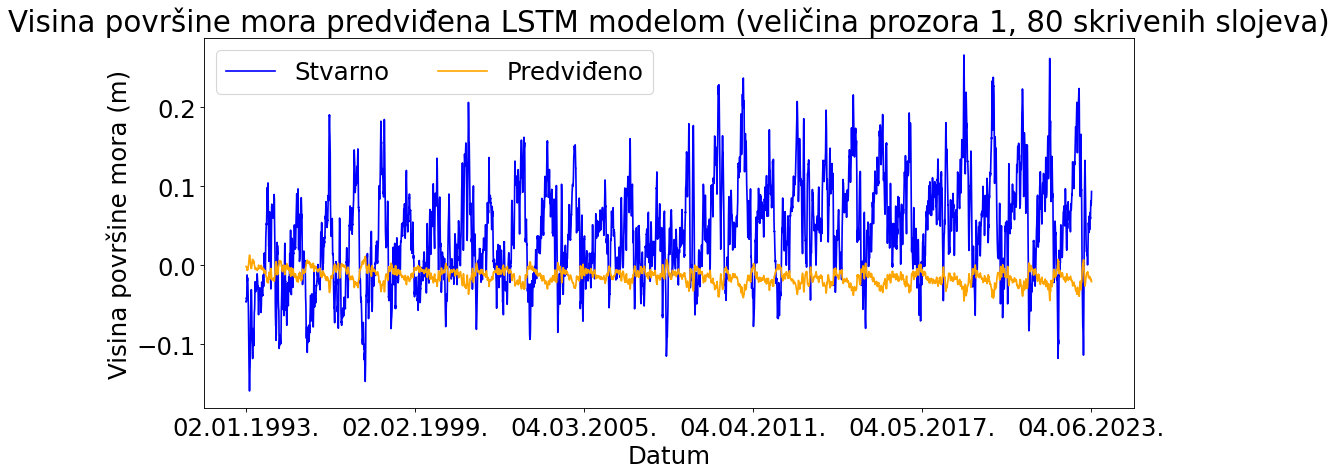 Visina površine mora predviđena LSTM modelom (veličina prozora 1, 80 skrivenih slojeva)
Stvarno Predviđeno
Visina površine mora (m)
0.2
0.1
0.0
−0.1
02.01.1993. 02.02.1999. 04.03.2005. 04.04.2011. 04.05.2017. 04.06.2023.
Datum